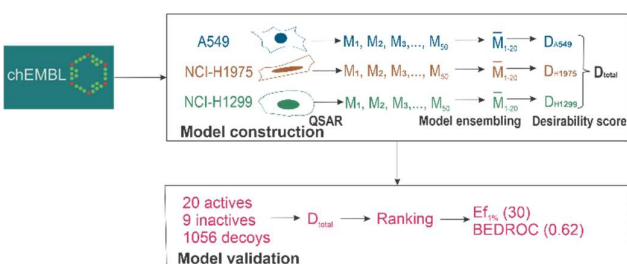 chEMBL
A549 M₁, M₂, M₃,..., M₅₀ M̅₁₋₂₀ D_A549
NCI-H1975 M₁, M₂, M₃,..., M₅₀ M̅₁₋₂₀ D_H1975 D_total
NCI-H1299 M₁, M₂, M₃,..., M₅₀ M̅₁₋₂₀ D_H1299
QSAR Model ensembling Desirability score
Model construction
20 actives
9 inactives
1056 decoys
D_total Ranking
Ef₁% (30)
BEDROC (0.62)
Model validation